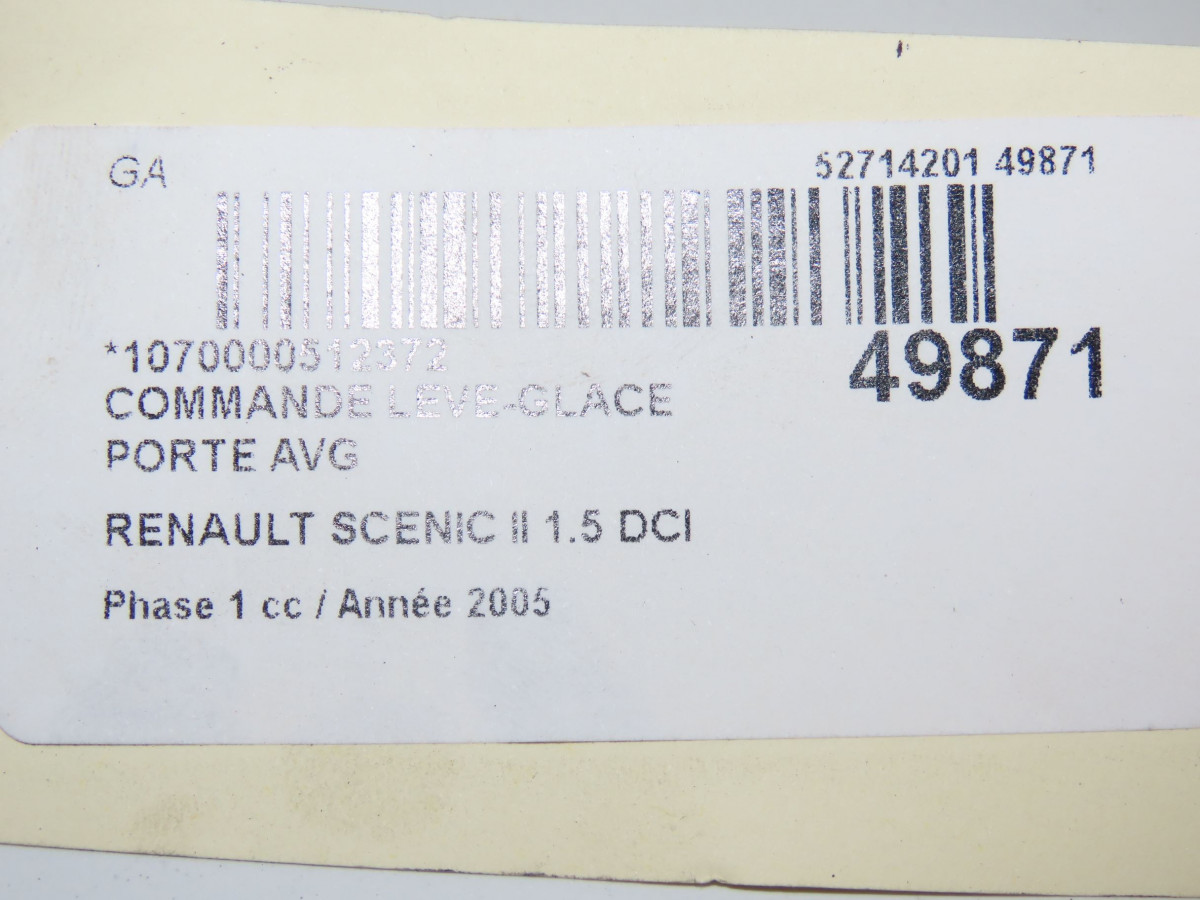 GA
52714201 49871
*1070000512372
49871
COMMANDE LEVE-GLACE
PORTE AVG
RENAULT SCENIC II 1.5 DCI
Phase 1 cc / Année 2005